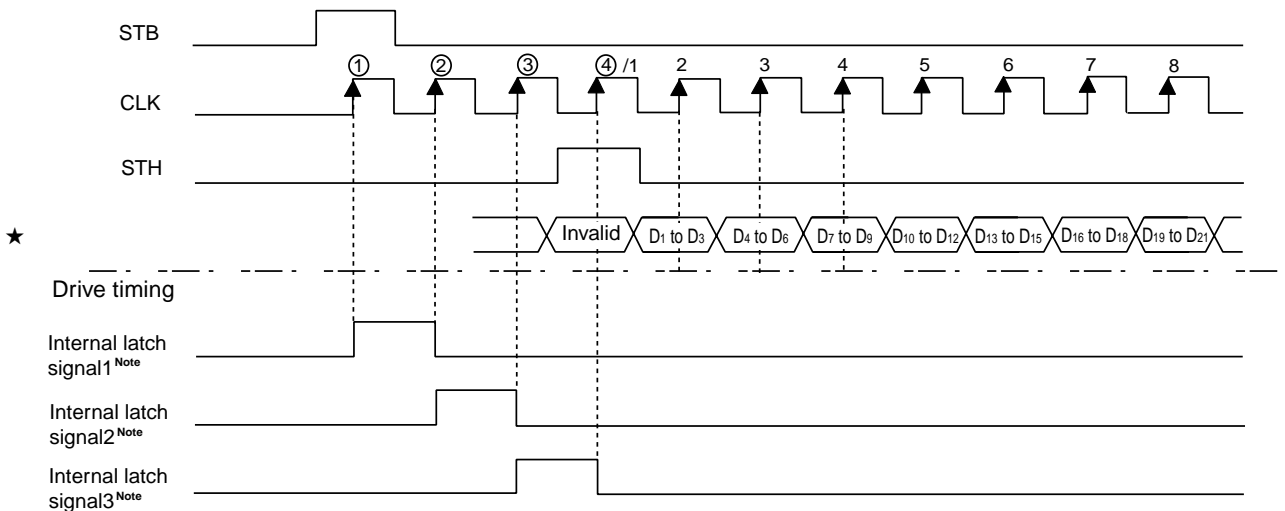 STB
① ② ③ ④ /1 2 3 4 5 6 7 8
CLK
STH
★ Invalid D1 to D3 D4 to D6 D7 to D9 D10 to D12 D13 to D15 D16 to D18 D19 to D21
Drive timing
Internal latch
signal1 Note
Internal latch
signal2 Note
Internal latch
signal3 Note